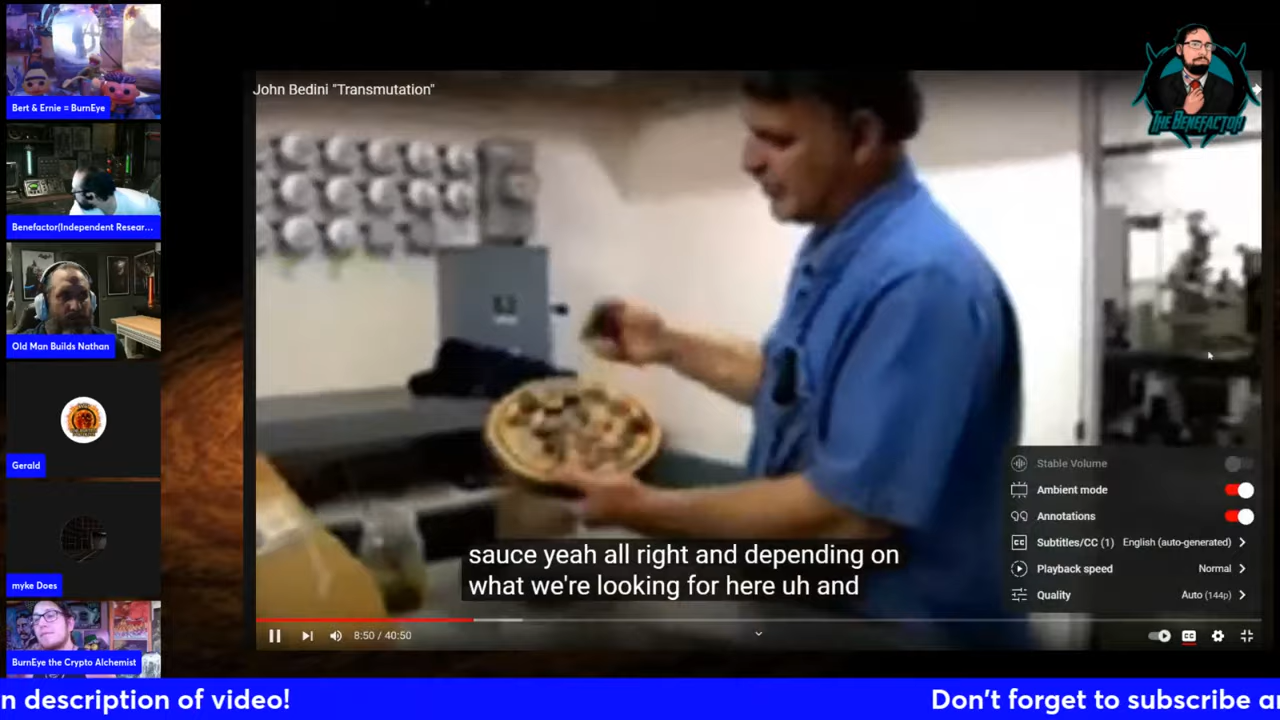 Bert & Ernie = BurnEye
Benefactor(Independent Resear...
Old Man Builds Nathan
Gerald
myke Does
BurnEye the Crypto Alchemist
John Bedini "Transmutation"
THE BENEFACTOR
Stable Volume
Ambient mode
Annotations
Subtitles/CC (1) English (auto-generated)
Playback speed Normal
Quality Auto (144p)
sauce yeah all right and depending on
what we're looking for here uh and
8:50 / 40:50
n description of video! Don't forget to subscribe a